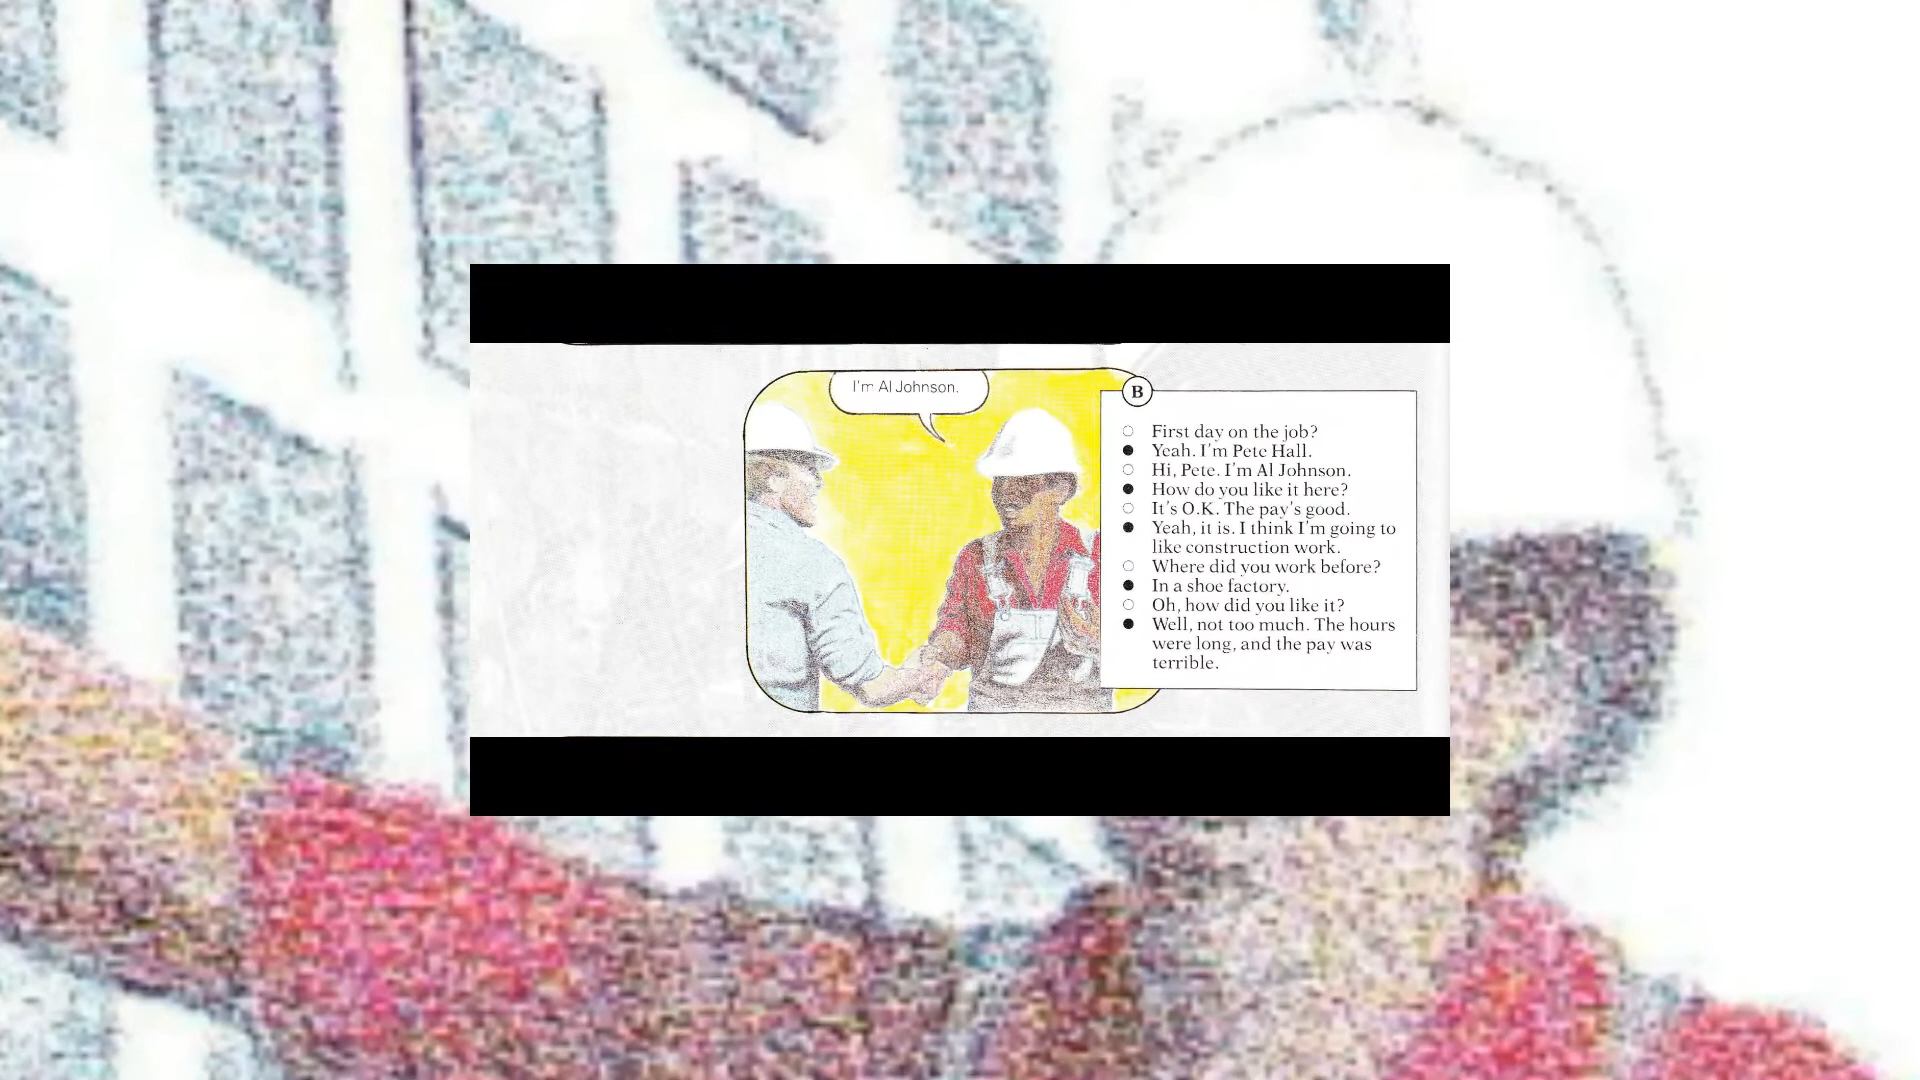 I'm Al Johnson.
B
○ First day on the job?
● Yeah. I'm Pete Hall.
○ Hi, Pete. I'm Al Johnson.
● How do you like it here?
○ It's O.K. The pay's good.
● Yeah, it is. I think I'm going to
like construction work.
○ Where did you work before?
● In a shoe factory.
○ Oh, how did you like it?
● Well, not too much. The hours
were long, and the pay was
terrible.